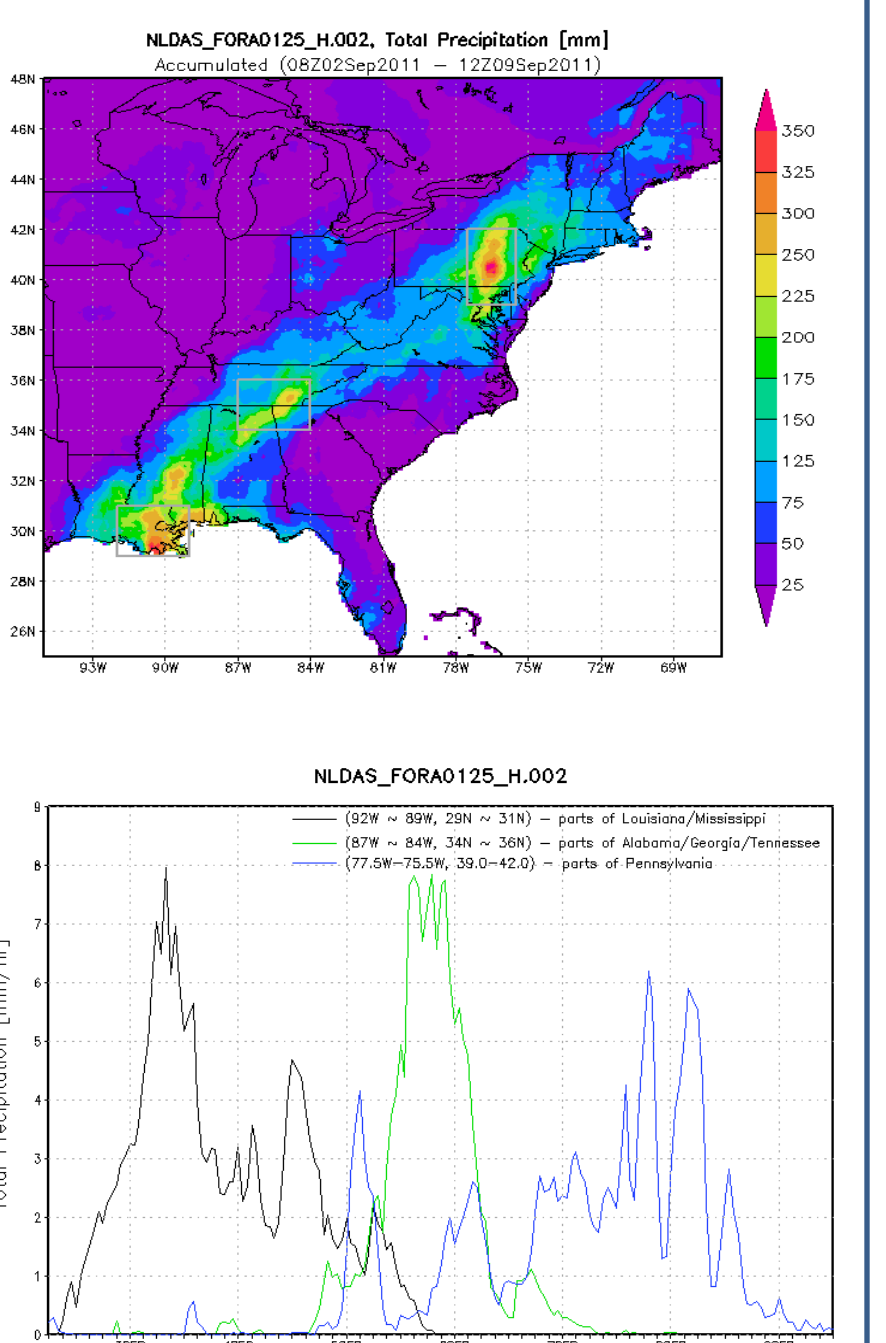 NLDAS_FORA0125_H.002, Total Precipitation [mm]
Accumulated (08Z02Sep2011 – 12Z09Sep2011)
48N
46N
44N
42N
40N
38N
36N
34N
32N
30N
28N
26N
93W 90W 87W 84W 81W 78W 75W 72W 69W
350
325
300
250
225
200
175
150
125
75
50
25
NLDAS_FORA0125_H.002
(92W ~ 89W, 29N ~ 31N) – parts of Louisiana/Mississippi
(87W ~ 84W, 34N ~ 36N) – parts of Alabama/Georgia/Tennessee
(77.5W–75.5W, 39.0–42.0) – parts of Pennsylvania
Total Precipitation [mm/hr]
9
8
7
6
5
4
3
2
1
0